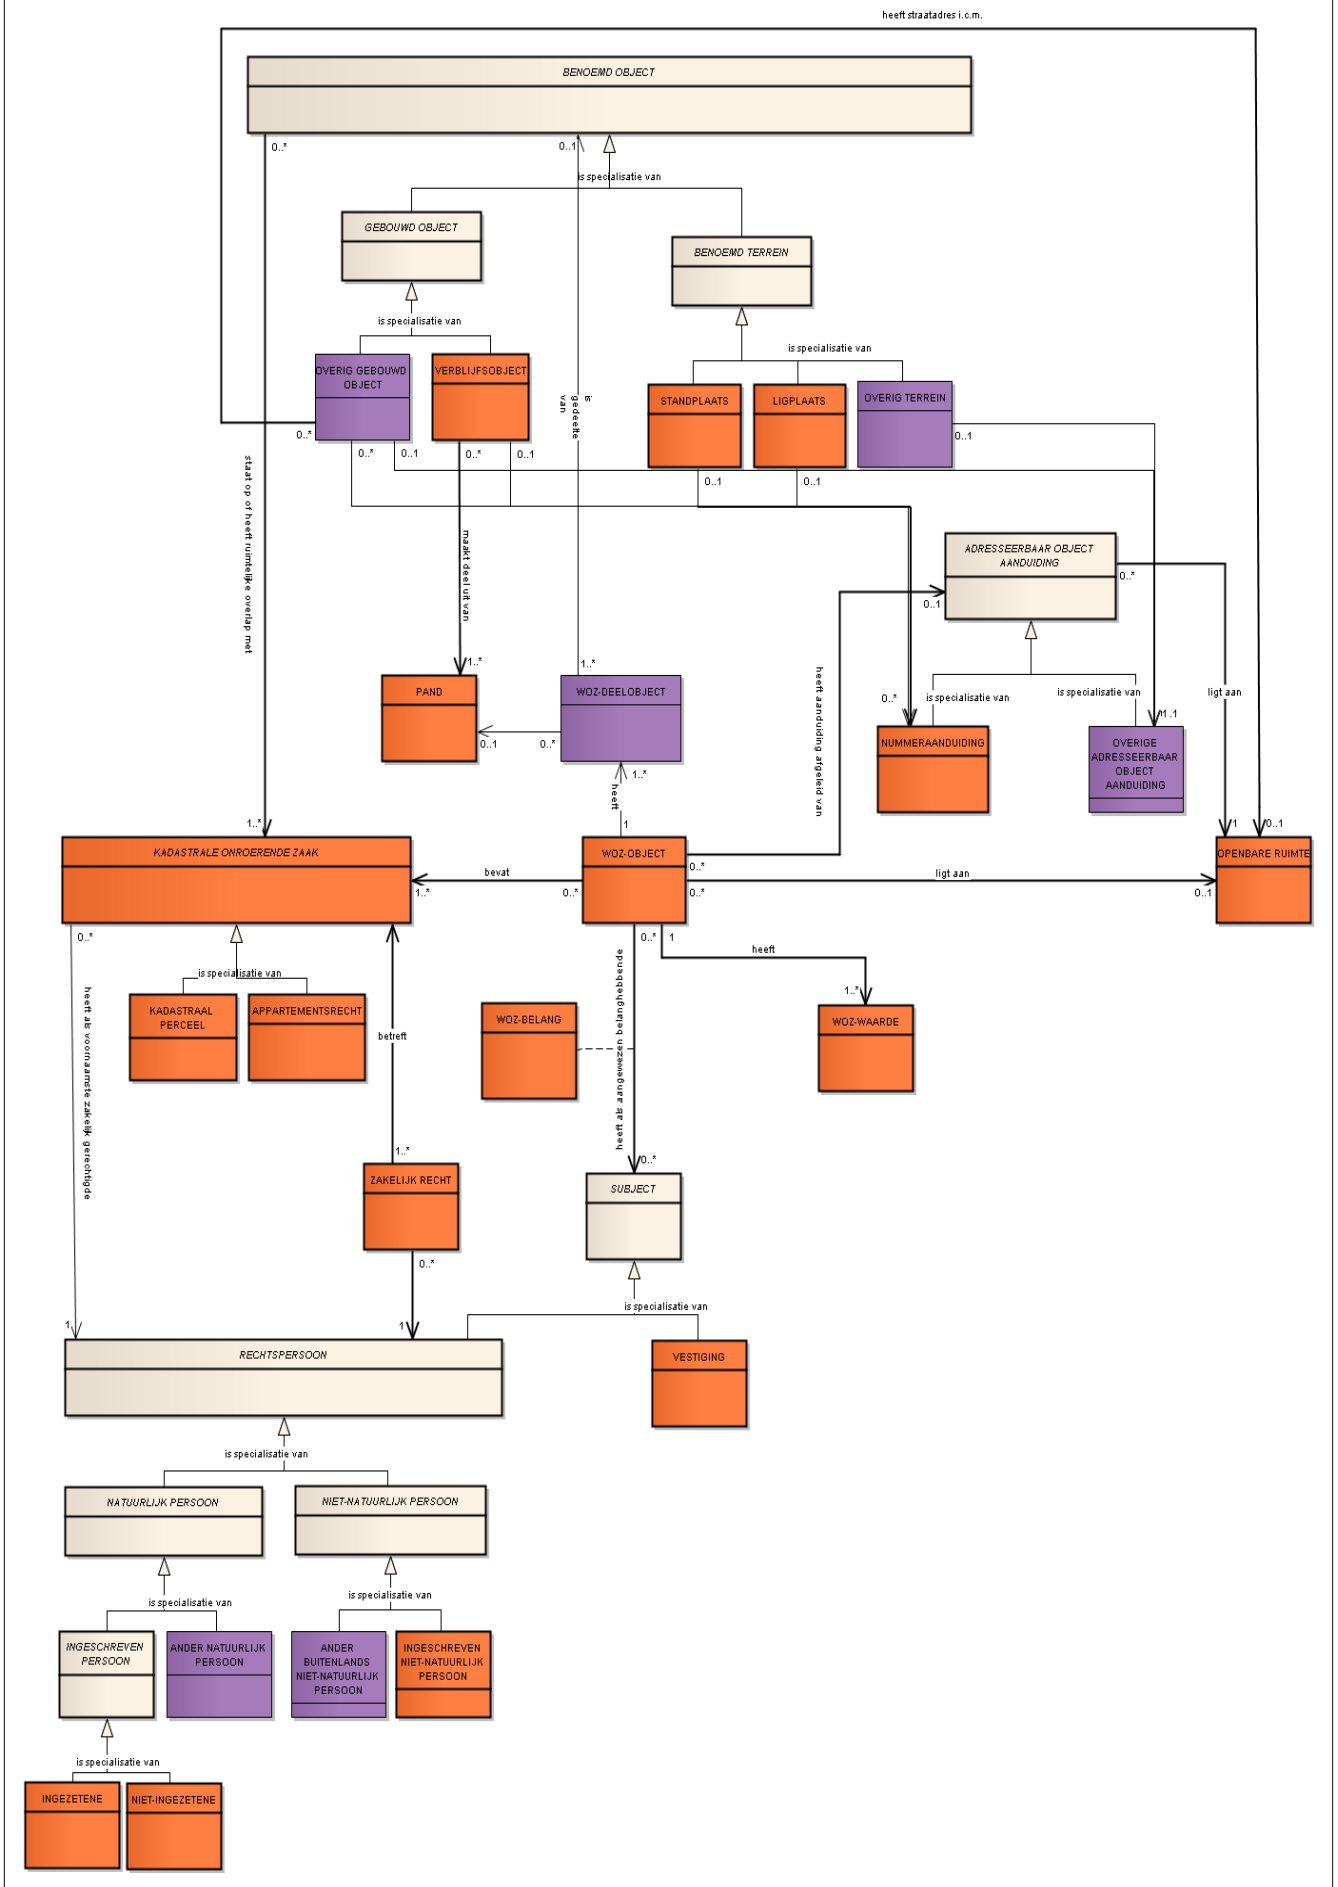 heeft straatadres i.c.m.
BENOEMD OBJECT
0..*
0..1
is specialisatie van
GEBOUWD OBJECT
BENOEMD TERREIN
is specialisatie van
is specialisatie van
OVERIG GEBOUWD
OBJECT
VERBLIJFSOBJECT
STANDPLAATS
LIGPLAATS
OVERIG TERREIN
is
gedeelte
van
0..*
0..*
0..1
0..*
0..1
0..1
0..1
0..1
staat op of heeft ruimtelijke overlap met
maakt deel uit van
ADRESSEERBAAR OBJECT
AANDUIDING
0..*
0..1
1..*
1..*
heeft aanduiding afgeleid van
PAND
WOZ-DEELOBJECT
is specialisatie van
is specialisatie van
ligt aan
0..*
1..1
0..1
0..*
NUMMERAANDUIDING
OVERIGE
ADRESSEERBAAR
OBJECT
AANDUIDING
1..*
heeft
1..*
1
1
0..1
KADASTRALE ONROERENDE ZAAK
WOZ-OBJECT
OPENBARE RUIMTE
0..*
bevat
ligt aan
1..*
0..*
0..*
0..1
0..*
0..*
1
heeft
is specialisatie van
1..*
heeft als voornaamste zakelijk gerechtigde
heeft als aangewezen belanghebbende
KADASTRAAL
PERCEEL
APPARTEMENTSRECHT
WOZ-BELANG
WOZ-WAARDE
betreft
1..*
0..*
ZAKELIJK RECHT
SUBJECT
0..*
is specialisatie van
1
1
RECHTSPERSOON
VESTIGING
is specialisatie van
NATUURLIJK PERSOON
NIET-NATUURLIJK PERSOON
is specialisatie van
is specialisatie van
INGESCHREVEN
PERSOON
ANDER NATUURLIJK
PERSOON
ANDER
BUITENLANDS
NIET-NATUURLIJK
PERSOON
INGESCHREVEN
NIET-NATUURLIJK
PERSOON
is specialisatie van
INGEZETENE
NIET-INGEZETENE